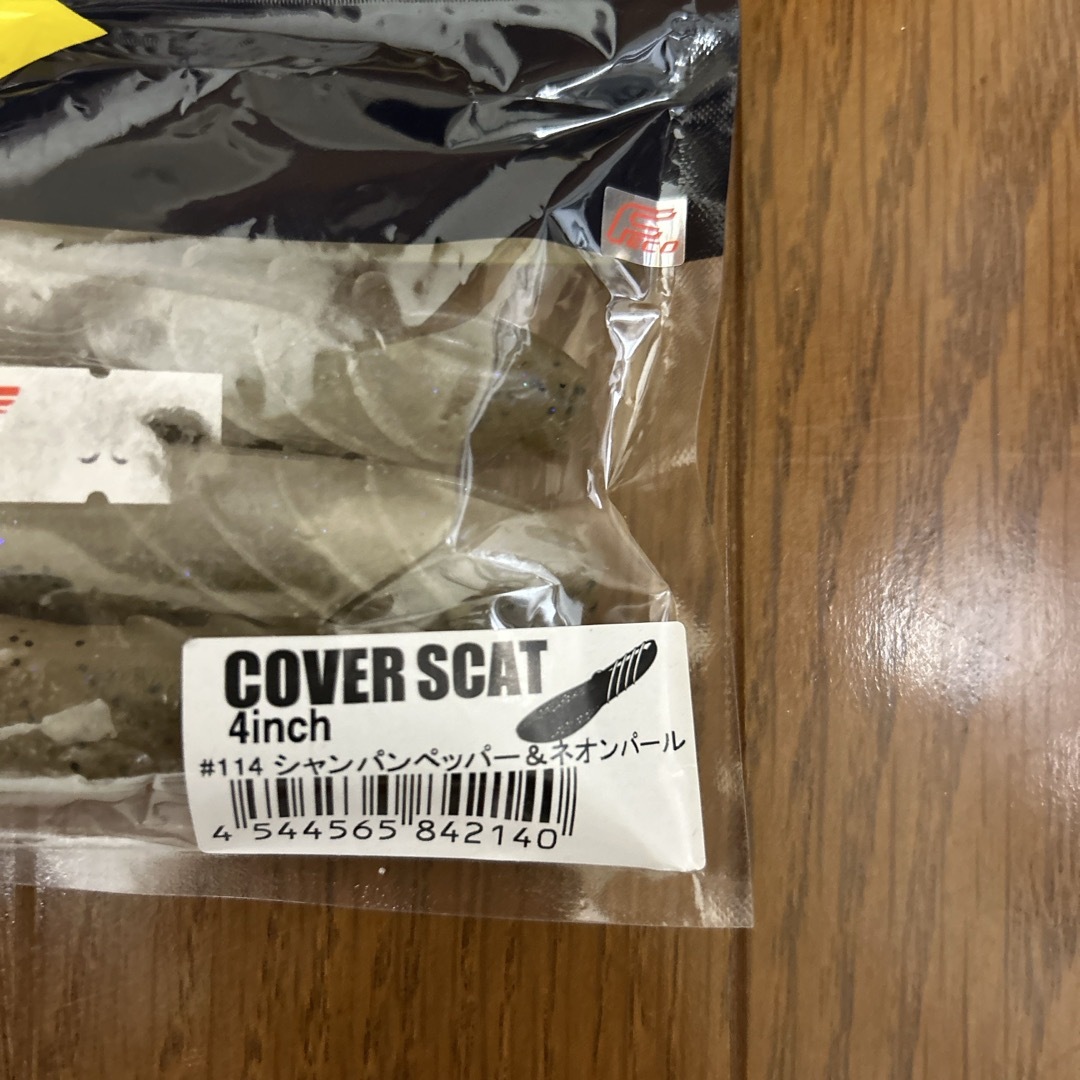 FECO
COVER SCAT
4inch
#114 シャンパンペッパー&ネオンパール
4 544565 842140